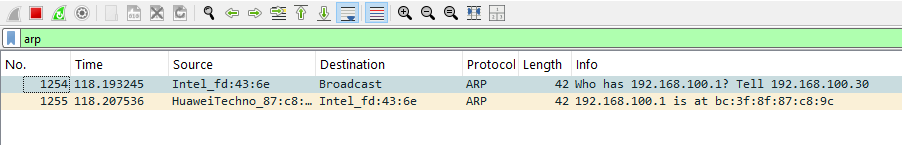 arp
No. Time Source Destination Protocol Length Info
1254 118.193245 Intel_fd:43:6e Broadcast ARP 42 Who has 192.168.100.1? Tell 192.168.100.30
1255 118.207536 HuaweiTechno_87:c8:… Intel_fd:43:6e ARP 42 192.168.100.1 is at bc:3f:8f:87:c8:9c